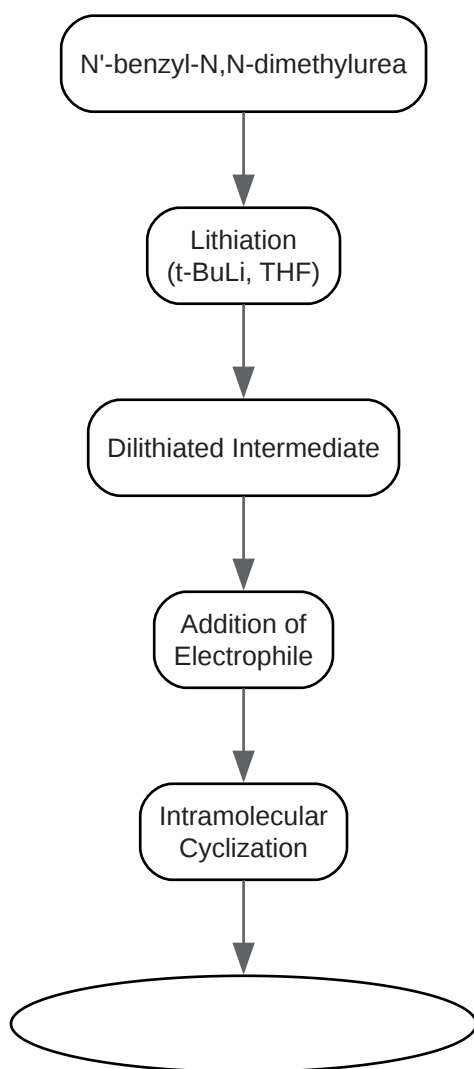 N'-benzyl-N,N-dimethylurea
Lithiation
(t-BuLi, THF)
Dilithiated Intermediate
Addition of
Electrophile
Intramolecular
Cyclization